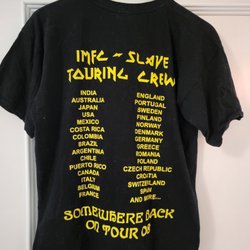 IMFC - SLAVE
TOURING CREW
INDIA
AUSTRALIA
JAPAN
USA
MEXICO
COSTA RICA
COLOMBIA
BRAZIL
ARGENTINA
CHILE
PUERTO RICO
CANADA
ITALY
BELGIUM
FRANCE
ENGLAND
PORTUGAL
SWEDEN
FINLAND
NORWAY
DENMARK
GERMANY
GREECE
ROMANIA
POLAND
CZECH REPUBLIC
CROATIA
SWITZERLAND
SPAIN
AND MORE...
SOMEWHERE BACK
ON TOUR 08